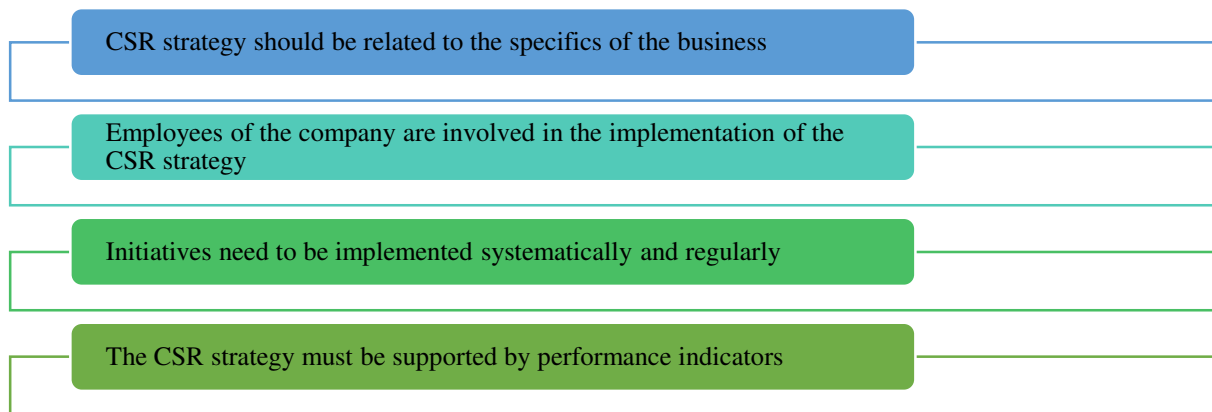 CSR strategy should be related to the specifics of the business
Employees of the company are involved in the implementation of the
CSR strategy
Initiatives need to be implemented systematically and regularly
The CSR strategy must be supported by performance indicators